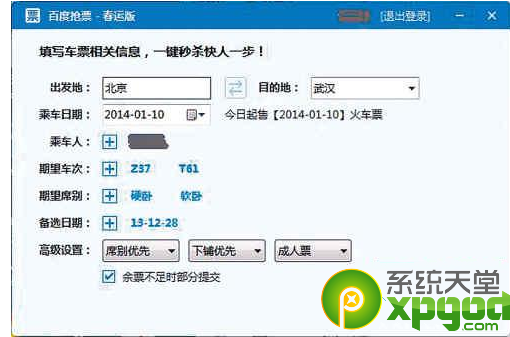 票 百度抢票 - 春运版 [退出登录]
填写车票相关信息，一键秒杀快人一步！
出发地： 北京 目的地： 武汉
乘车日期： 2014-01-10 今日起售【2014-01-10】火车票
乘车人：
期望车次： Z37 T61
期望席别： 硬卧 软卧
备选日期： 13-12-28
高级设置： 席别优先 下铺优先 成人票
余票不足时部分提交
系统天堂
xpgod
.com